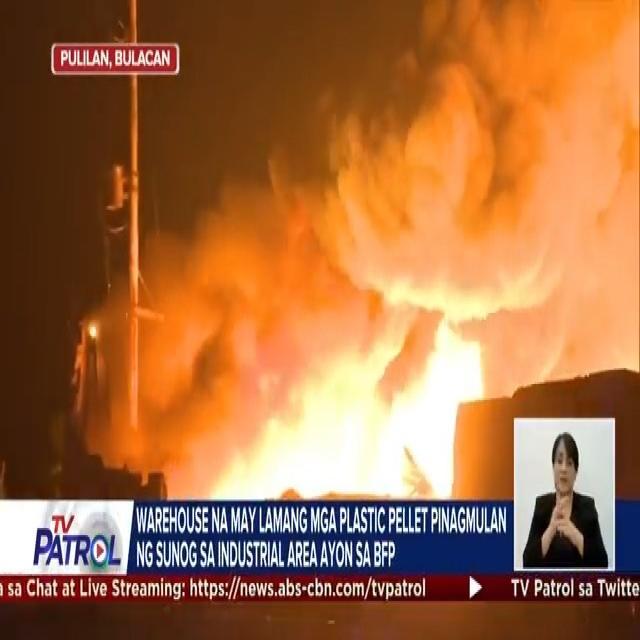 PULILAN, BULACAN
WAREHOUSE NA MAY LAMANG MGA PLASTIC PELLET PINAGMULAN
NG SUNOG SA INDUSTRIAL AREA AYON SA BFP
TV
PATROL
a sa Chat at Live Streaming: https://news.abs-cbn.com/tvpatrol TV Patrol sa Twitte